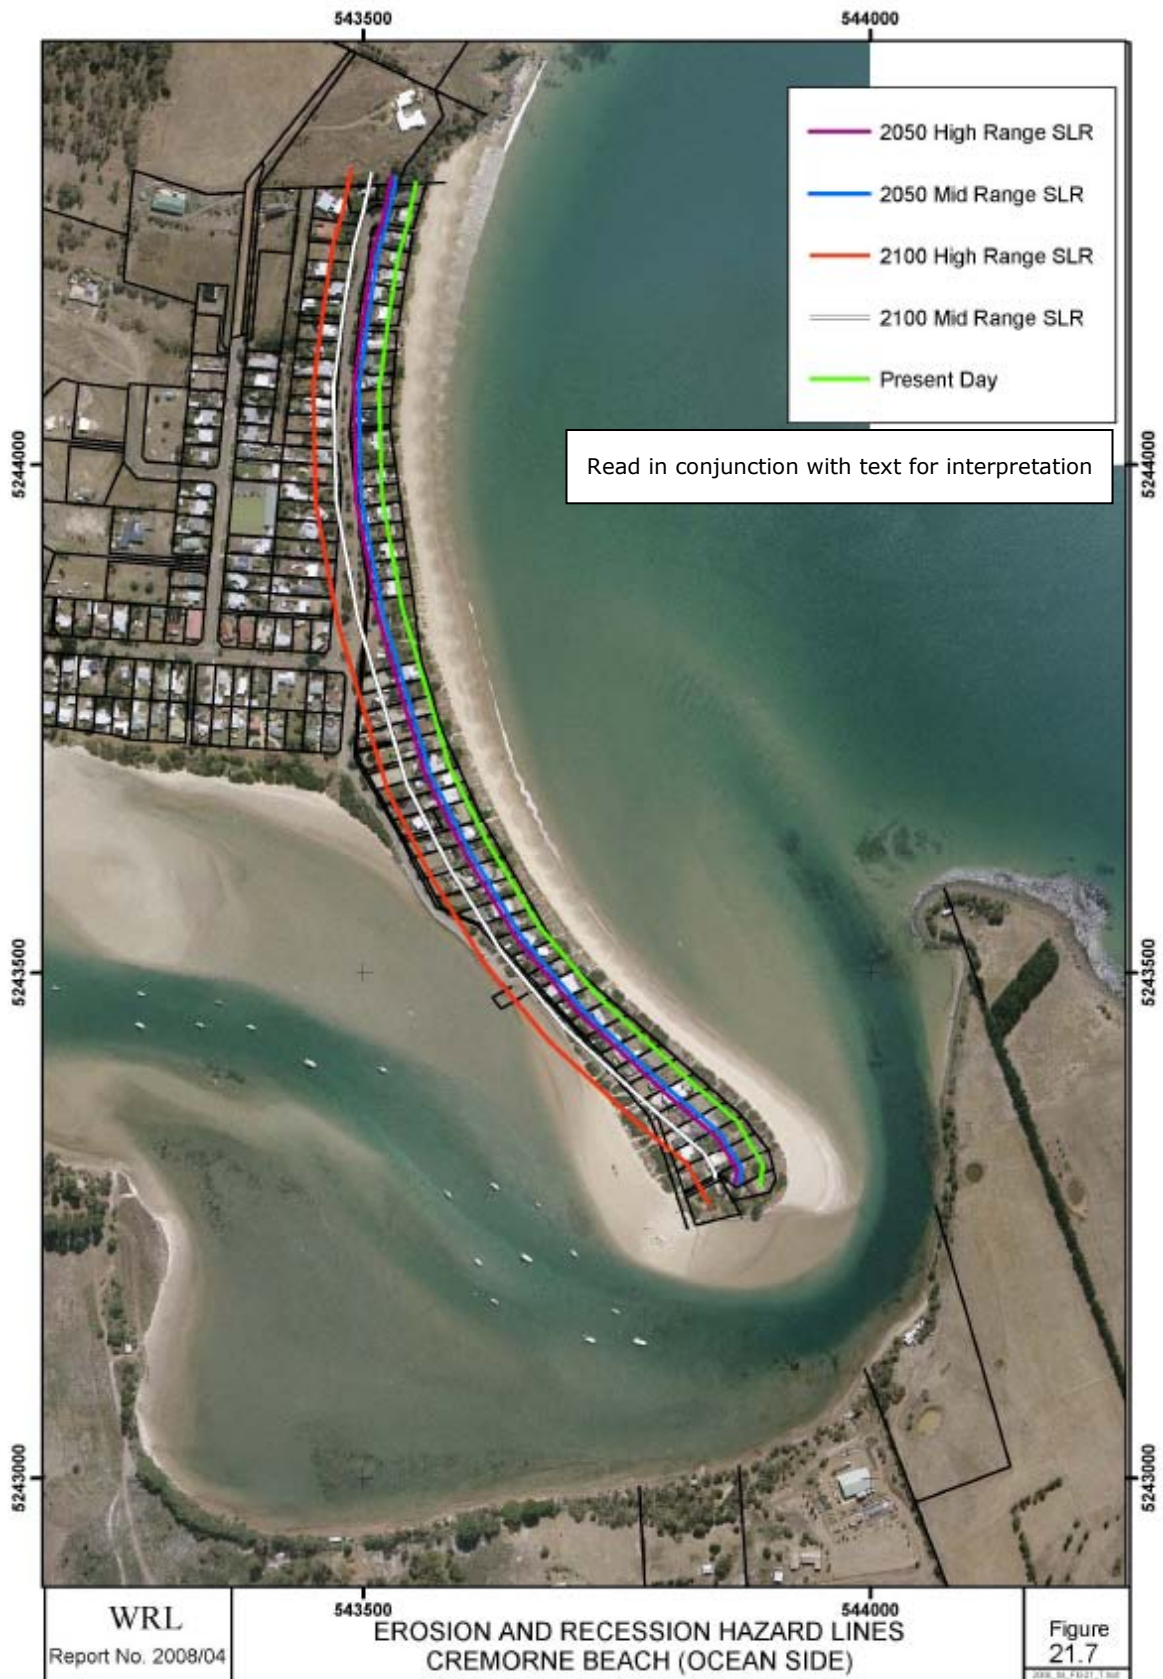 543500 544000
2050 High Range SLR
2050 Mid Range SLR
2100 High Range SLR
2100 Mid Range SLR
Present Day
Read in conjunction with text for interpretation
5244000 5244000
5243500 5243500
5243000 5243000
543500 544000
WRL
Report No. 2008/04
EROSION AND RECESSION HAZARD LINES
CREMORNE BEACH (OCEAN SIDE)
Figure
21.7